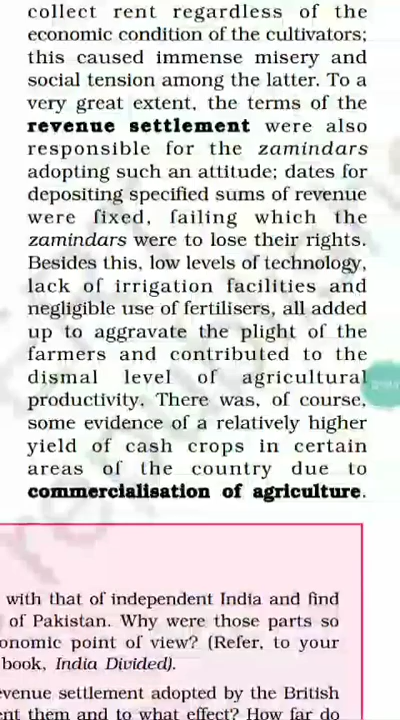 collect rent regardless of the
economic condition of the cultivators;
this caused immense misery and
social tension among the latter. To a
very great extent, the terms of the
revenue settlement were also
responsible for the zamindars
adopting such an attitude; dates for
depositing specified sums of revenue
were fixed, failing which the
zamindars were to lose their rights.
Besides this, low levels of technology,
lack of irrigation facilities and
negligible use of fertilisers, all added
up to aggravate the plight of the
farmers and contributed to the
dismal level of agricultural
productivity. There was, of course,
some evidence of a relatively higher
yield of cash crops in certain
areas of the country due to
commercialisation of agriculture.
with that of independent India and find
of Pakistan. Why were those parts so
onomic point of view? (Refer, to your
book, India Divided).
evenue settlement adopted by the British
ent them and to what effect? How far do